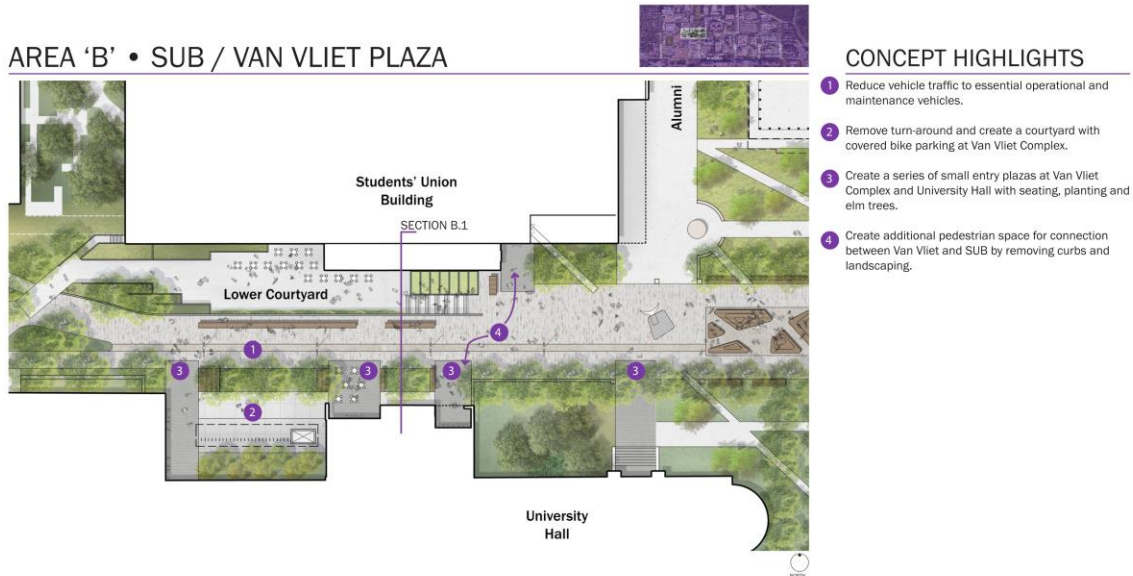 AREA ‘B’ • SUB / VAN VLIET PLAZA
CONCEPT HIGHLIGHTS
1 Reduce vehicle traffic to essential operational and
maintenance vehicles.
2 Remove turn-around and create a courtyard with
covered bike parking at Van Vliet Complex.
3 Create a series of small entry plazas at Van Vliet
Complex and University Hall with seating, planting and
elm trees.
4 Create additional pedestrian space for connection
between Van Vliet and SUB by removing curbs and
landscaping.
Alumni
Students’ Union
Building
SECTION B.1
Lower Courtyard
4
1
3
3
3
3
2
University
Hall